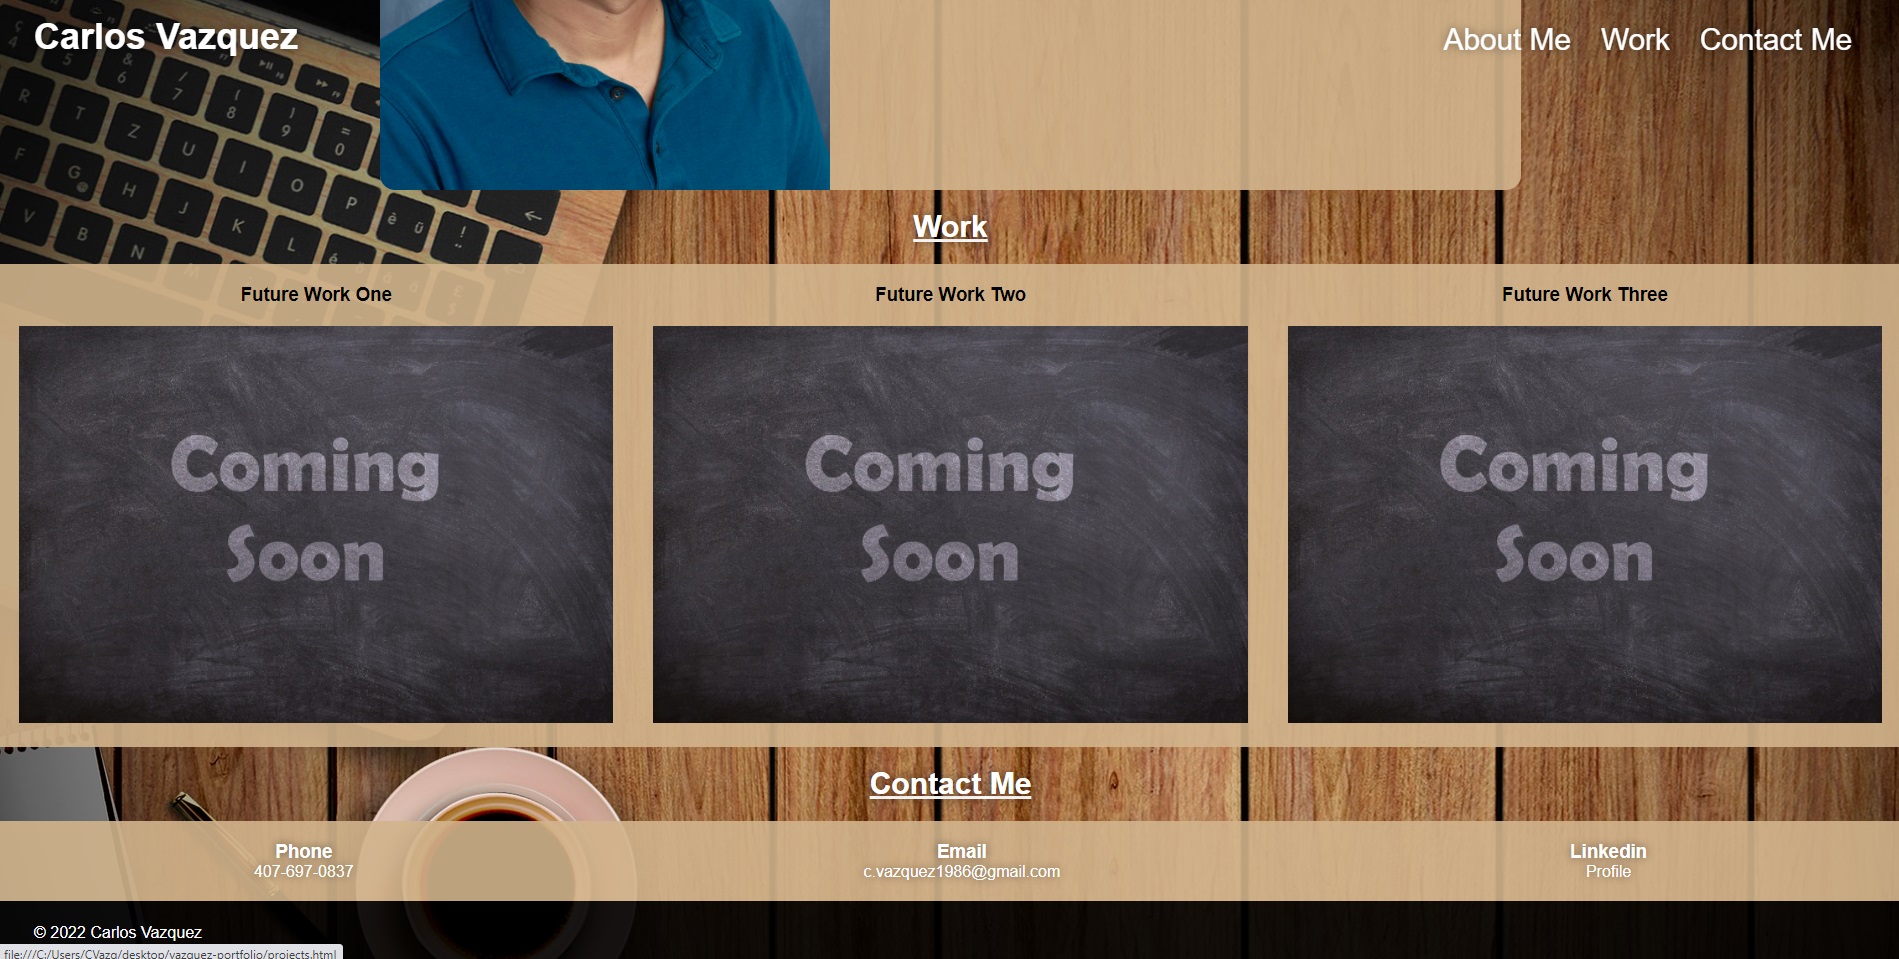 Carlos Vazquez
About Me Work Contact Me
Work
Future Work One
Future Work Two
Future Work Three
Coming
Soon
Coming
Soon
Coming
Soon
Contact Me
Phone
407-697-0837
Email
c.vazquez1986@gmail.com
Linkedin
Profile
© 2022 Carlos Vazquez
file:///C:/Users/CVazq/desktop/vazquez-portfolio/projects.html